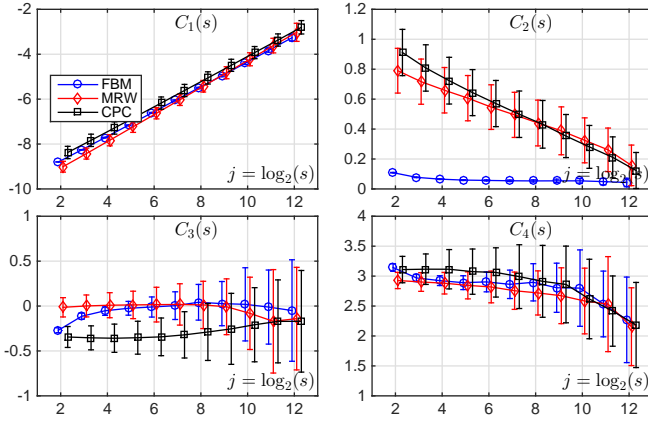 C₁(s)
-2
-4
-6
-8
-10
FBM
MRW
CPC
j = log₂(s)
2 4 6 8 10 12
C₂(s)
1.2
1
0.8
0.6
0.4
0.2
0
j = log₂(s)
2 4 6 8 10 12
C₃(s)
1
0.5
0
-0.5
-1
j = log₂(s)
2 4 6 8 10 12
C₄(s)
4
3.5
3
2.5
2
1.5
1
j = log₂(s)
2 4 6 8 10 12